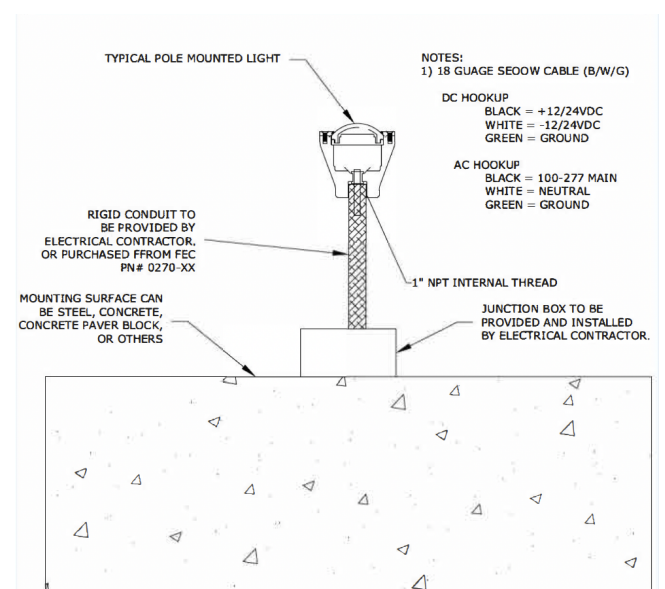 TYPICAL POLE MOUNTED LIGHT
NOTES:
1) 18 GUAGE SEOOW CABLE (B/W/G)
DC HOOKUP
BLACK = +12/24VDC
WHITE = -12/24VDC
GREEN = GROUND
AC HOOKUP
BLACK = 100-277 MAIN
WHITE = NEUTRAL
GREEN = GROUND
RIGID CONDUIT TO
BE PROVIDED BY
ELECTRICAL CONTRACTOR.
OR PURCHASED FFROM FEC
PN# 0270-XX
1" NPT INTERNAL THREAD
MOUNTING SURFACE CAN
BE STEEL, CONCRETE,
CONCRETE PAVER BLOCK,
OR OTHERS
JUNCTION BOX TO BE
PROVIDED AND INSTALLED
BY ELECTRICAL CONTRACTOR.